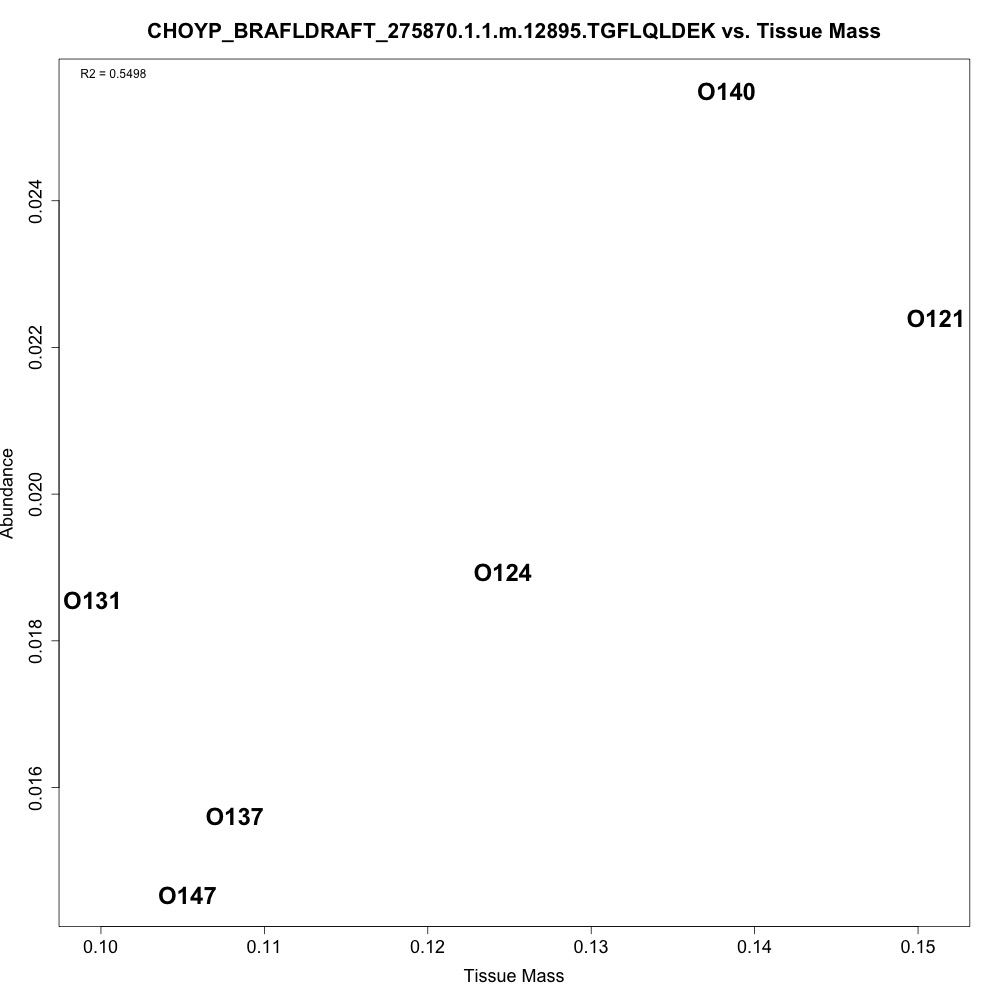 CHOYP_BRAFLDRAFT_275870.1.1.m.12895.TGFLQLDEK vs. Tissue Mass
R2 = 0.5498
O140
0.024
O121
0.022
0.020
Abundance
O124
O131
0.018
0.016
O137
O147
0.10 0.11 0.12 0.13 0.14 0.15
Tissue Mass